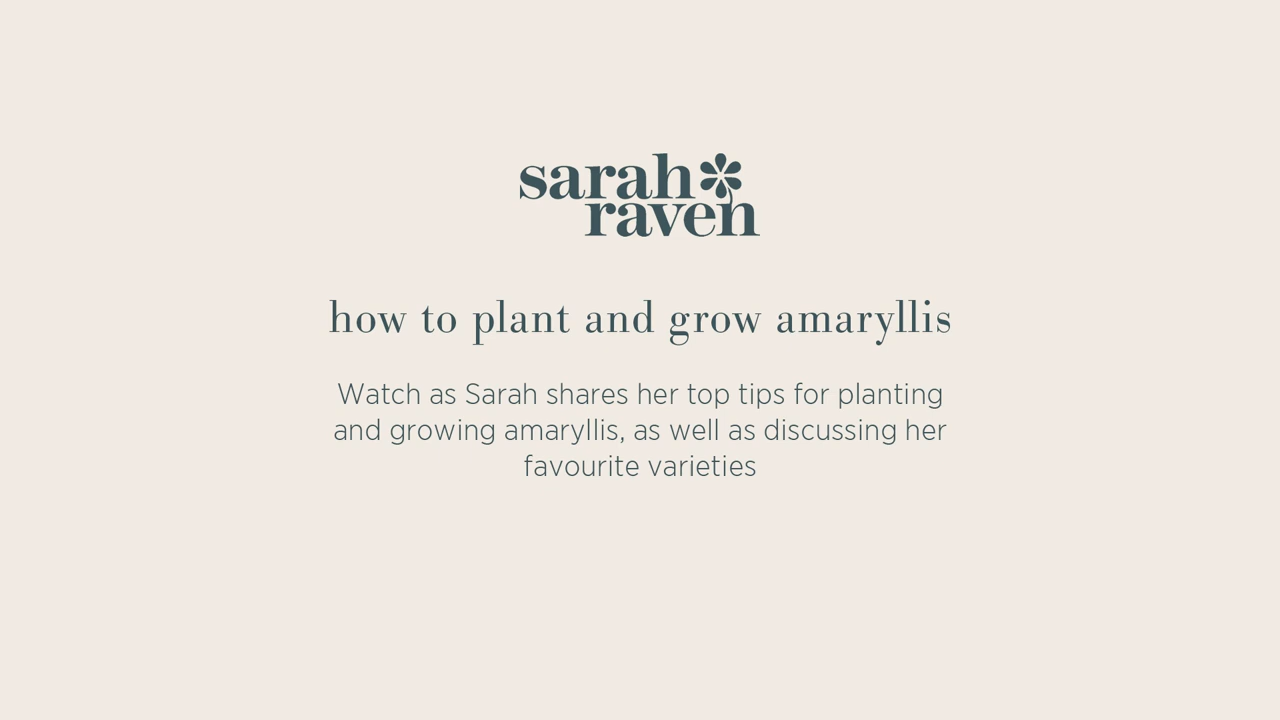 sarah
raven
how to plant and grow amaryllis
Watch as Sarah shares her top tips for planting
and growing amaryllis, as well as discussing her
favourite varieties